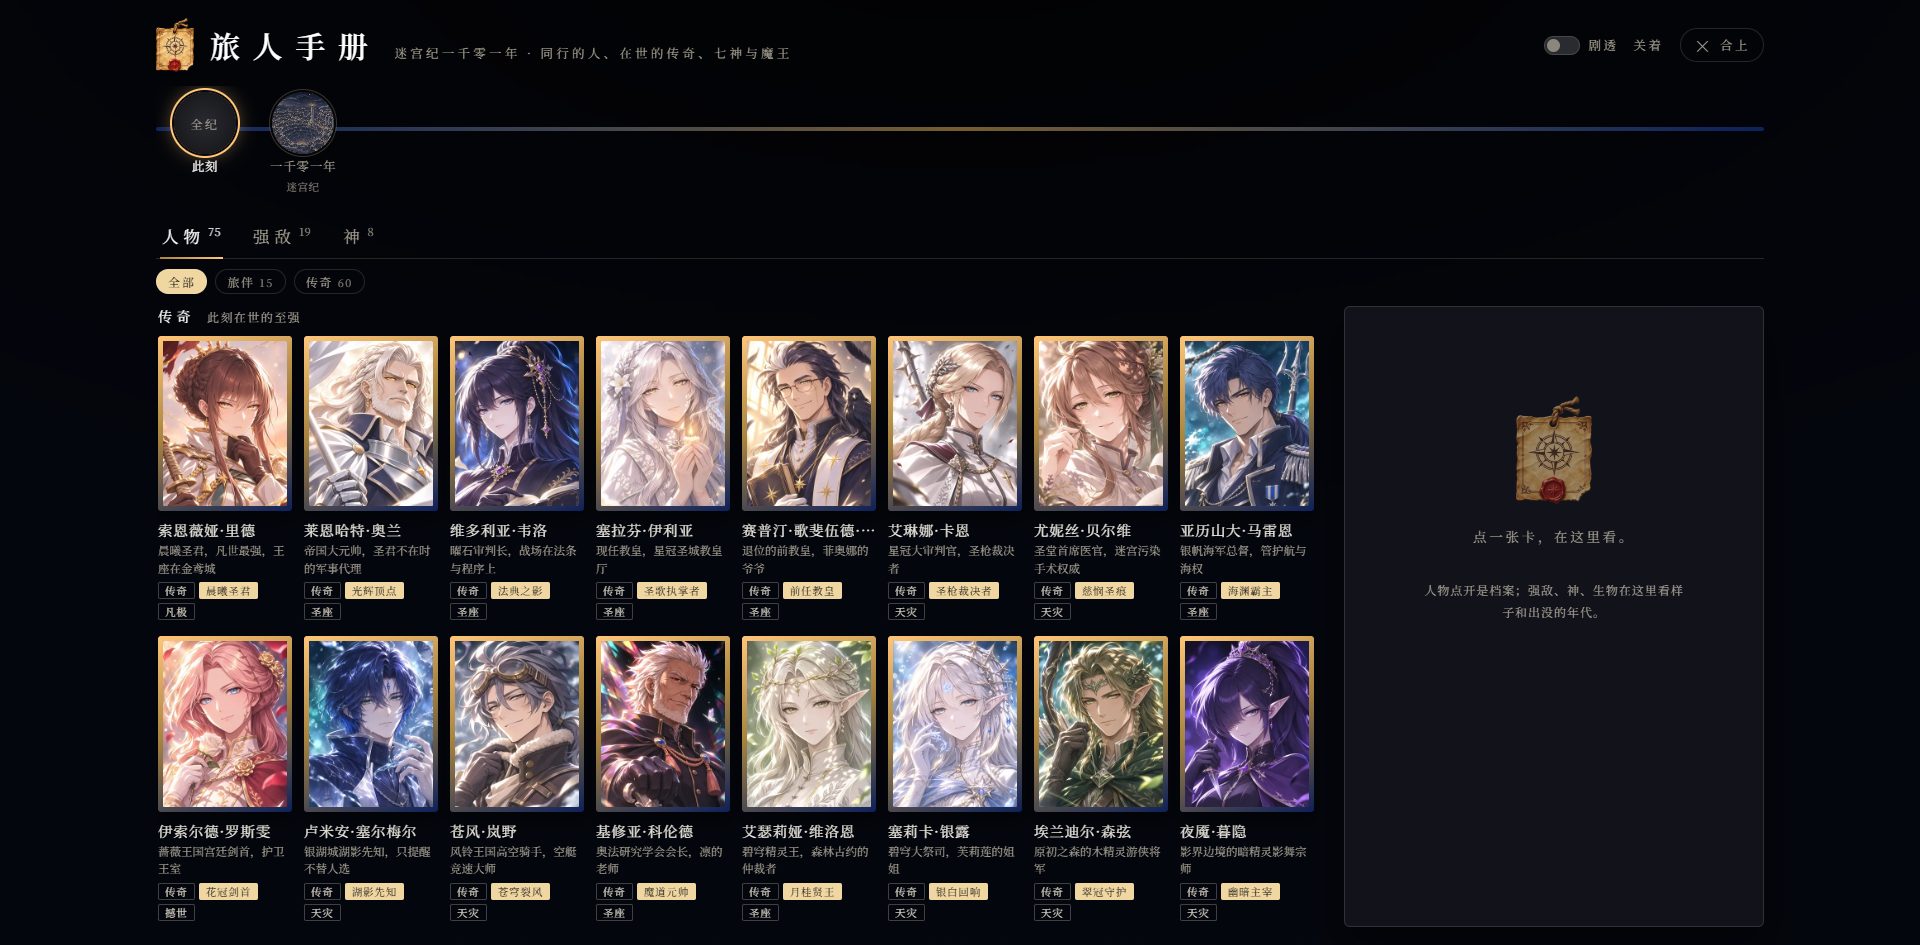 旅人手册
迷宫纪一千零一年 · 同行的人、在世的传奇、七神与魔王
剧透 关着
合上
全纪
此刻
一千零一年
迷宫纪
人物 75 强敌 19 神 8
全部 旅伴 15 传奇 60
传奇 此刻在世的至强
索恩薇娅·里德
晨曦圣君，凡世最强，王
座在金鸢城
传奇 晨曦圣君
凡极
莱恩哈特·奥兰
帝国大元帅，圣君不在时
的军事代理
传奇 光辉顶点
圣座
维多利亚·韦洛
曜石审判长，战场在法条
与程序上
传奇 法典之影
圣座
塞拉芬·伊利亚
现任教皇，星冠圣城教皇
厅
传奇 圣歌执掌者
圣座
赛普汀·歌斐伍德·…
退位的前教皇，菲奥娜的
爷爷
传奇 前任教皇
圣座
艾琳娜·卡恩
星冠大审判官，圣枪裁决
者
传奇 圣枪裁决者
天灾
尤妮丝·贝尔维
圣堂首席医官，迷宫污染
手术权威
传奇 慈悯圣痕
天灾
亚历山大·马雷恩
银帆海军总督，管护航与
海权
传奇 海渊霸主
圣座
伊索尔德·罗斯雯
蔷薇王国宫廷剑首，护卫
王室
传奇 花冠剑首
撼世
卢米安·塞尔梅尔
银湖城湖影先知，只提醒
不替人选
传奇 湖影先知
天灾
苍风·岚野
风铃王国高空骑手，空艇
竞速大师
传奇 苍穹裂风
天灾
基修亚·科伦德
奥法研究学会会长，凛的
老师
传奇 魔道元帅
圣座
艾瑟莉娅·维洛恩
碧穹精灵王，森林古约的
仲裁者
传奇 月桂贤王
圣座
塞莉卡·银露
碧穹大祭司，芙莉莲的姐
姐
传奇 银白回响
天灾
埃兰迪尔·森弦
原初之森的木精灵游侠将
军
传奇 翠冠守护
天灾
夜魇·暮隐
影界边境的暗精灵影舞宗
师
传奇 幽暗主宰
天灾
点一张卡，在这里看。
人物点开是档案；强敌、神、生物在这里看样
子和出没的年代。